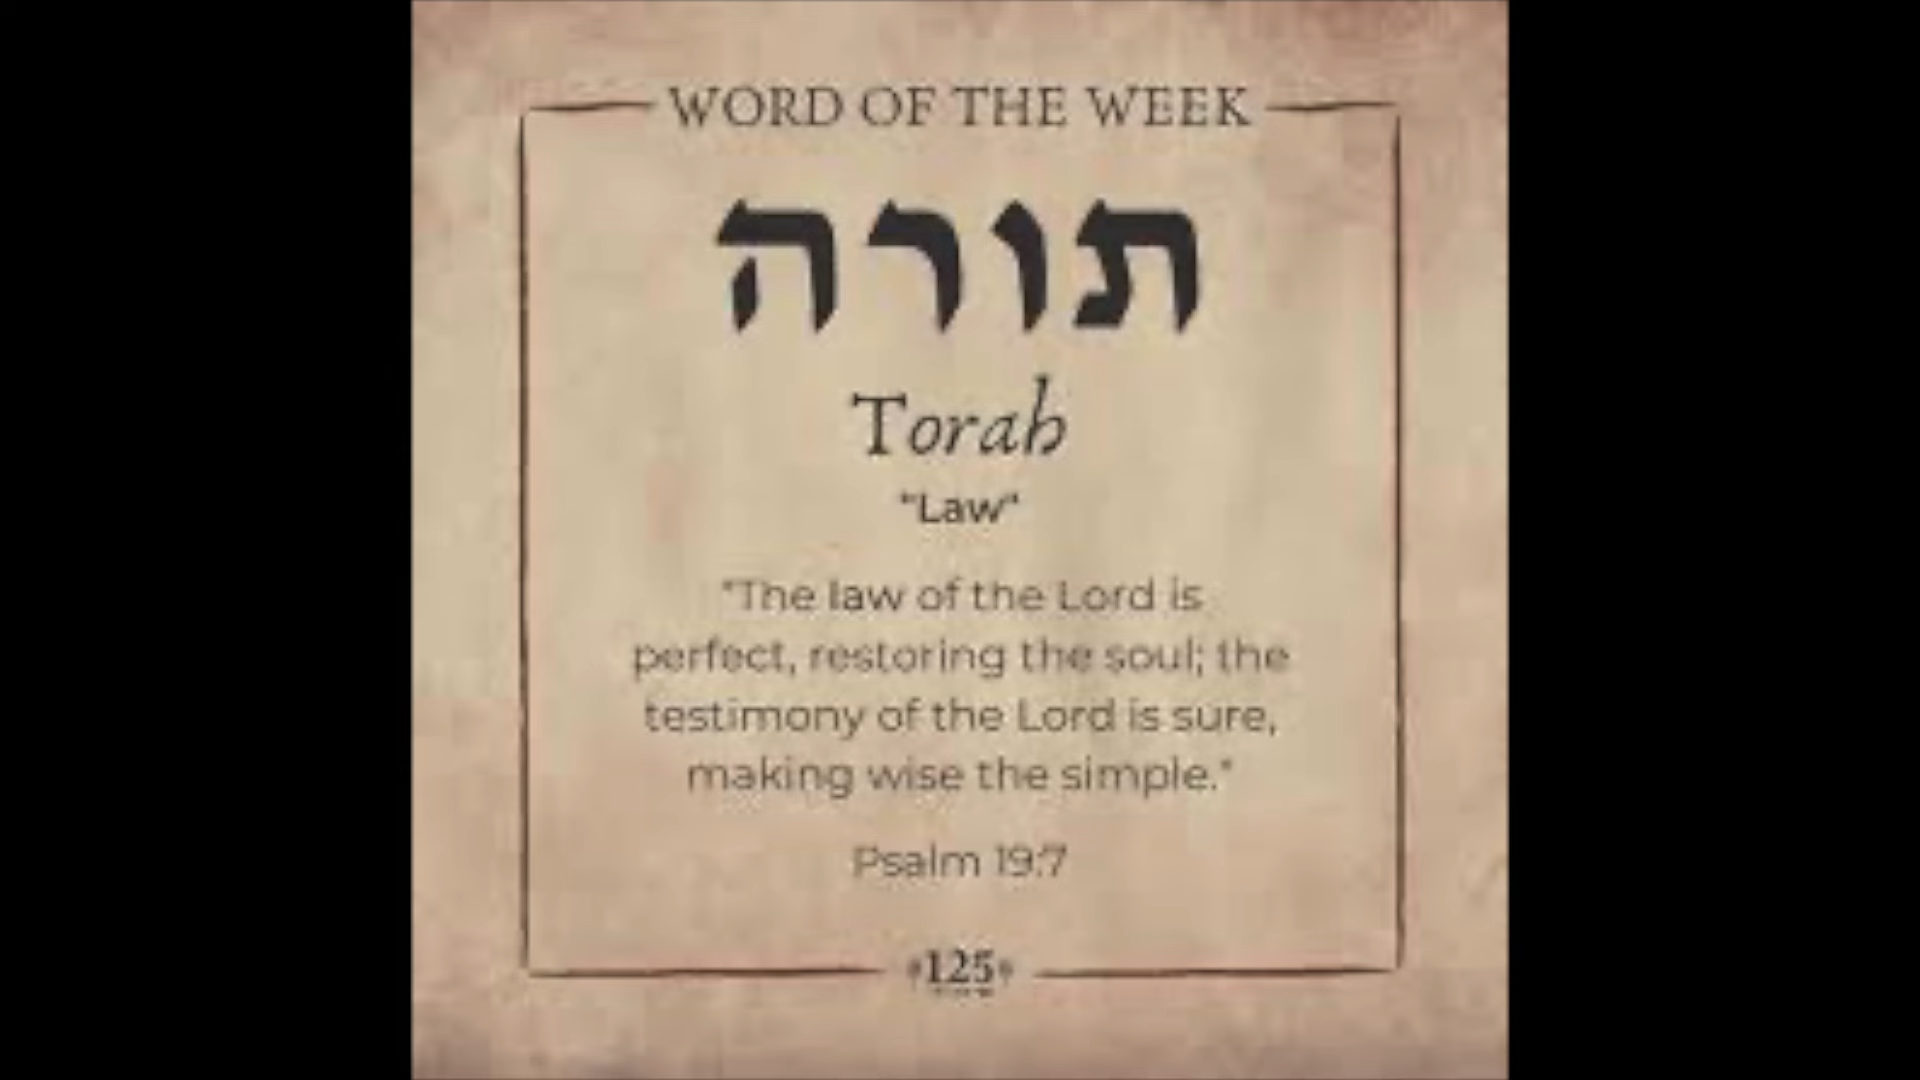 WORD OF THE WEEK
תורה
Torah
"Law"
"The law of the Lord is
perfect, restoring the soul; the
testimony of the Lord is sure,
making wise the simple."
Psalm 19:7
125